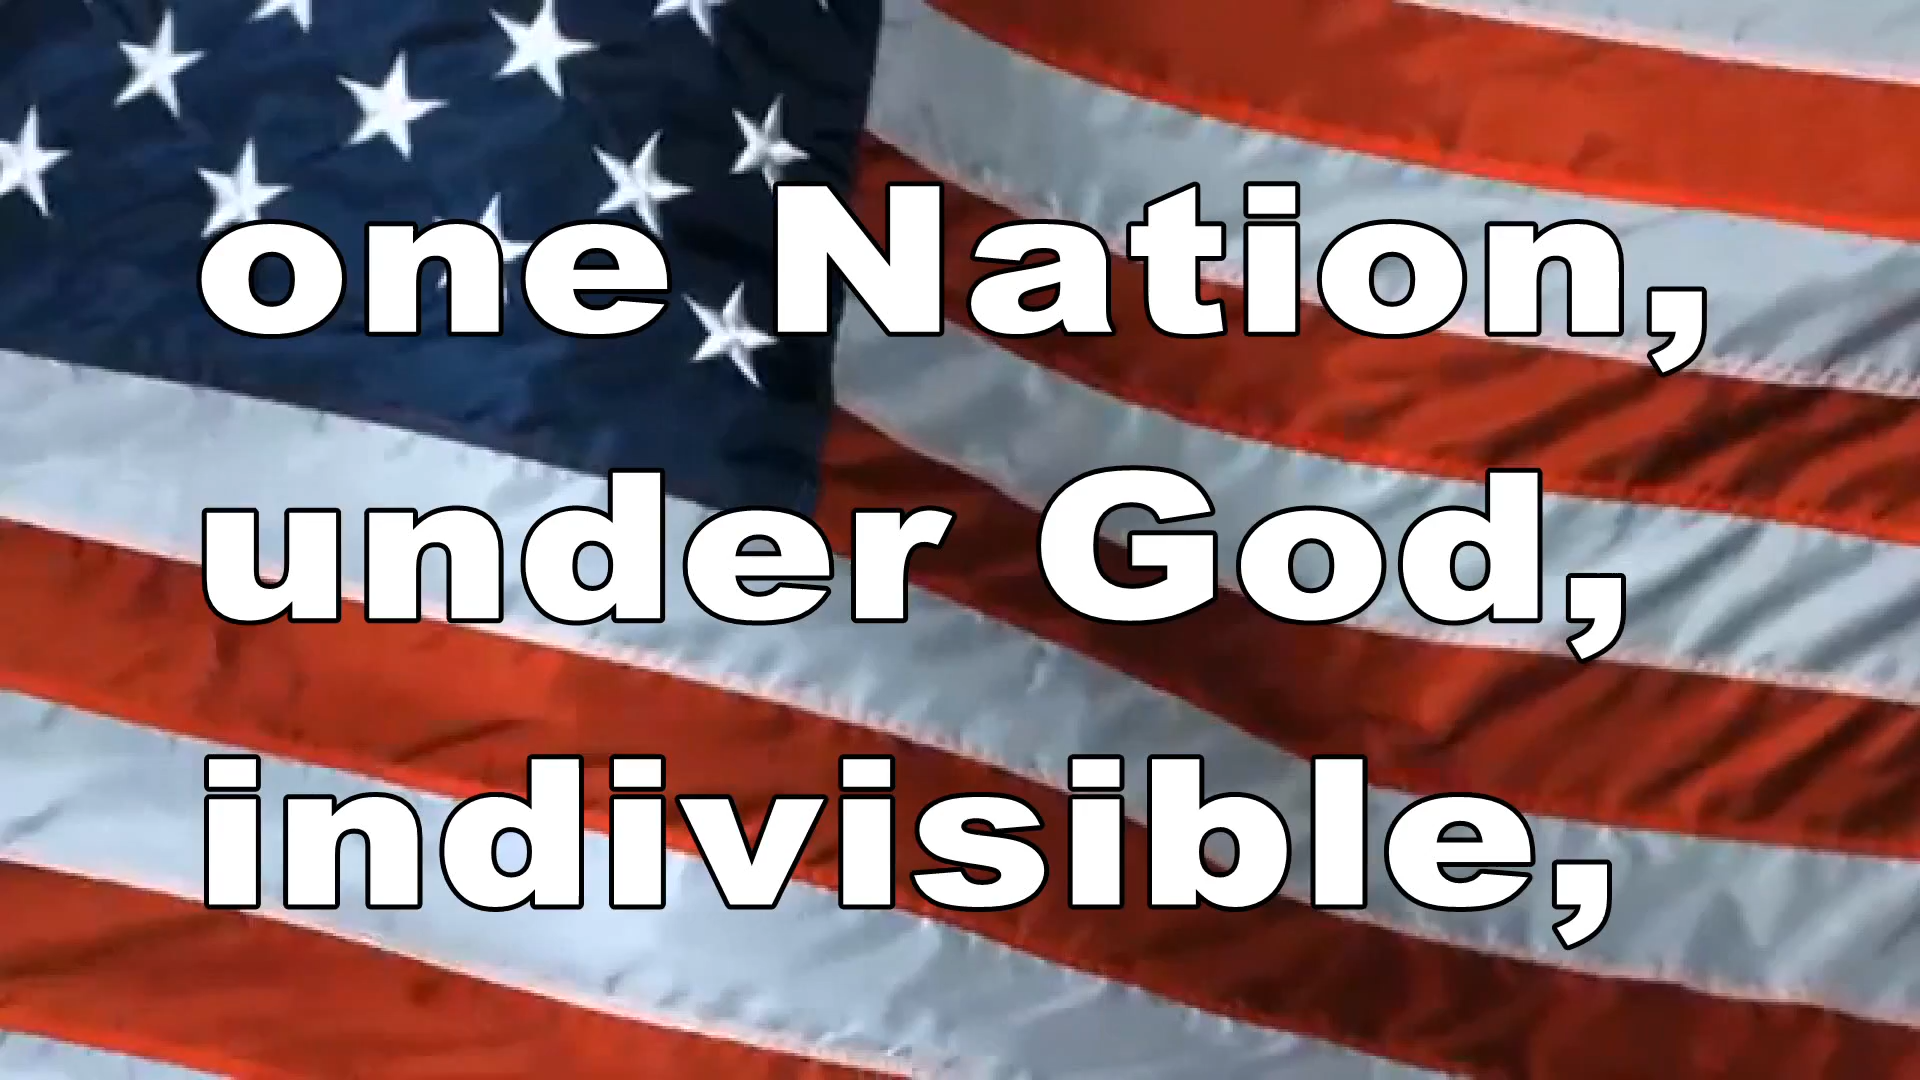 one Nation,
under God,
indivisible,